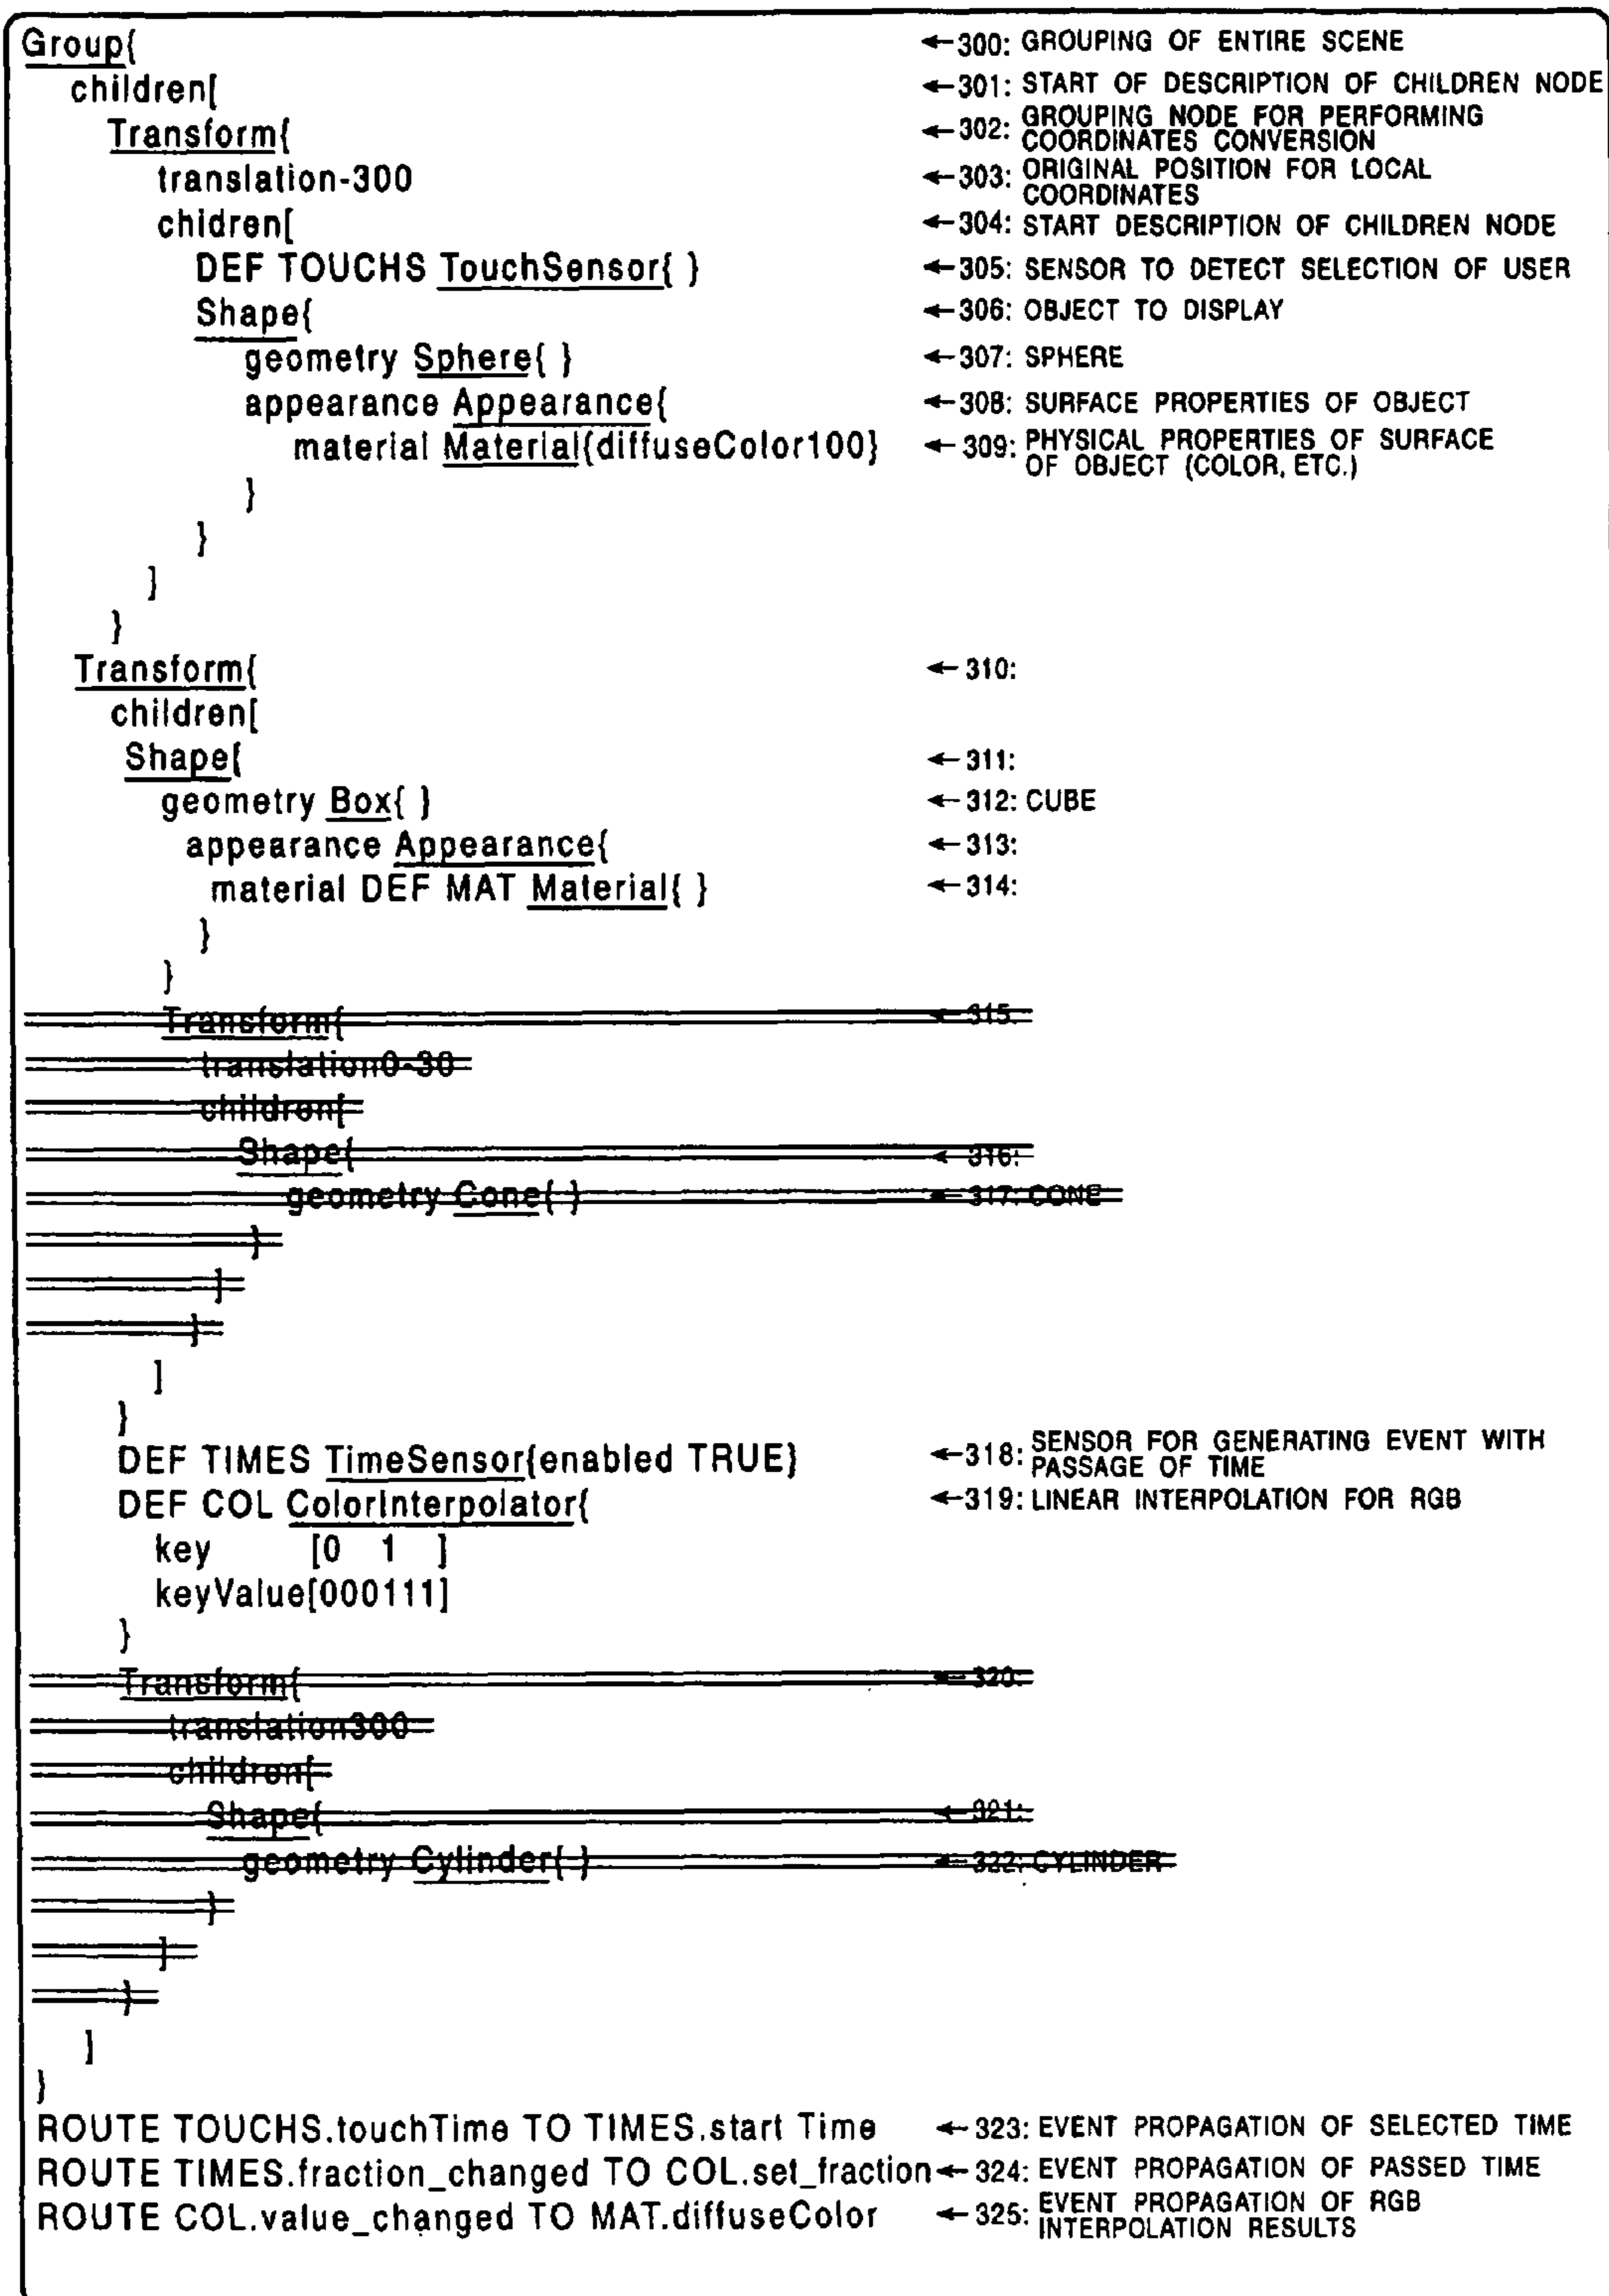 Group{ ←300: GROUPING OF ENTIRE SCENE
children[ ←301: START OF DESCRIPTION OF CHILDREN NODE
Transform{ ←302: GROUPING NODE FOR PERFORMING
COORDINATES CONVERSION
translation-300 ←303: ORIGINAL POSITION FOR LOCAL
COORDINATES
chidren[ ←304: START DESCRIPTION OF CHILDREN NODE
DEF TOUCHS TouchSensor{ } ←305: SENSOR TO DETECT SELECTION OF USER
Shape{ ←306: OBJECT TO DISPLAY
geometry Sphere{ } ←307: SPHERE
appearance Appearance{ ←308: SURFACE PROPERTIES OF OBJECT
material Material{diffuseColor100} ←309: PHYSICAL PROPERTIES OF SURFACE
OF OBJECT (COLOR, ETC.)
}
}
]
}
Transform{ ←310:
children[
Shape{ ←311:
geometry Box{ } ←312: CUBE
appearance Appearance{ ←313:
material DEF MAT Material{ } ←314:
}
}
Transform{ ←315:
translation0-30
children[
Shape{ ←316:
geometry Cone{ } ←317: CONE
}
]
}
]
}
DEF TIMES TimeSensor{enabled TRUE} ←318: SENSOR FOR GENERATING EVENT WITH
PASSAGE OF TIME
DEF COL ColorInterpolator{ ←319: LINEAR INTERPOLATION FOR RGB
key [0 1 ]
keyValue[000111]
}
Transform{ ←320:
translation300
children[
Shape{ ←321:
geometry Cylinder{ } ←322: CYLINDER
}
]
}
]
}
ROUTE TOUCHS.touchTime TO TIMES.start Time ←323: EVENT PROPAGATION OF SELECTED TIME
ROUTE TIMES.fraction_changed TO COL.set_fraction ←324: EVENT PROPAGATION OF PASSED TIME
ROUTE COL.value_changed TO MAT.diffuseColor ←325: EVENT PROPAGATION OF RGB
INTERPOLATION RESULTS